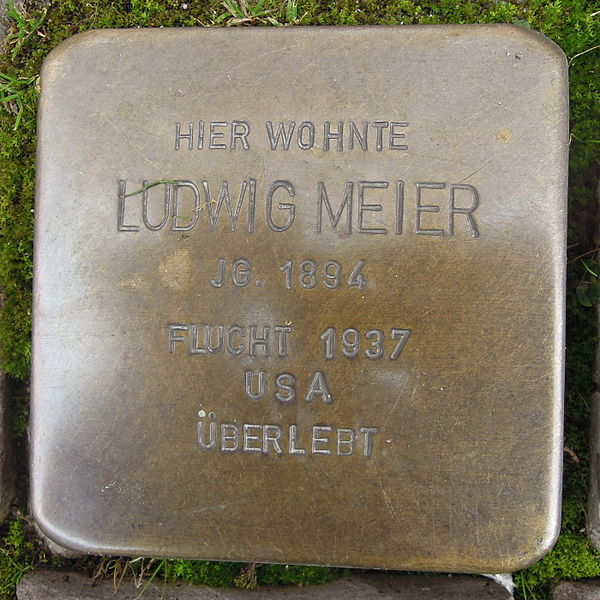 HIER WOHNTE
LUDWIG MEIER
JG. 1894
FLUCHT 1937
USA
ÜBERLEBT